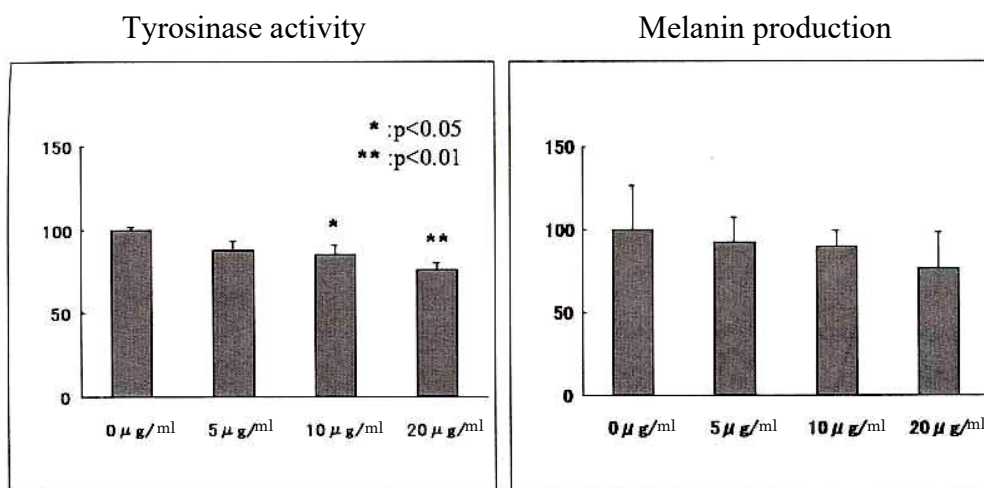 Tyrosinase activity
Melanin production
* :p<0.05
** :p<0.01
150
100
50
0
*
**
0 μ g/ml 5 μ g/ml 10 μ g/ml 20 μ g/ml
150
100
50
0
0 μ g/ml 5 μ g/ml 10 μ g/ml 20 μ g/ml